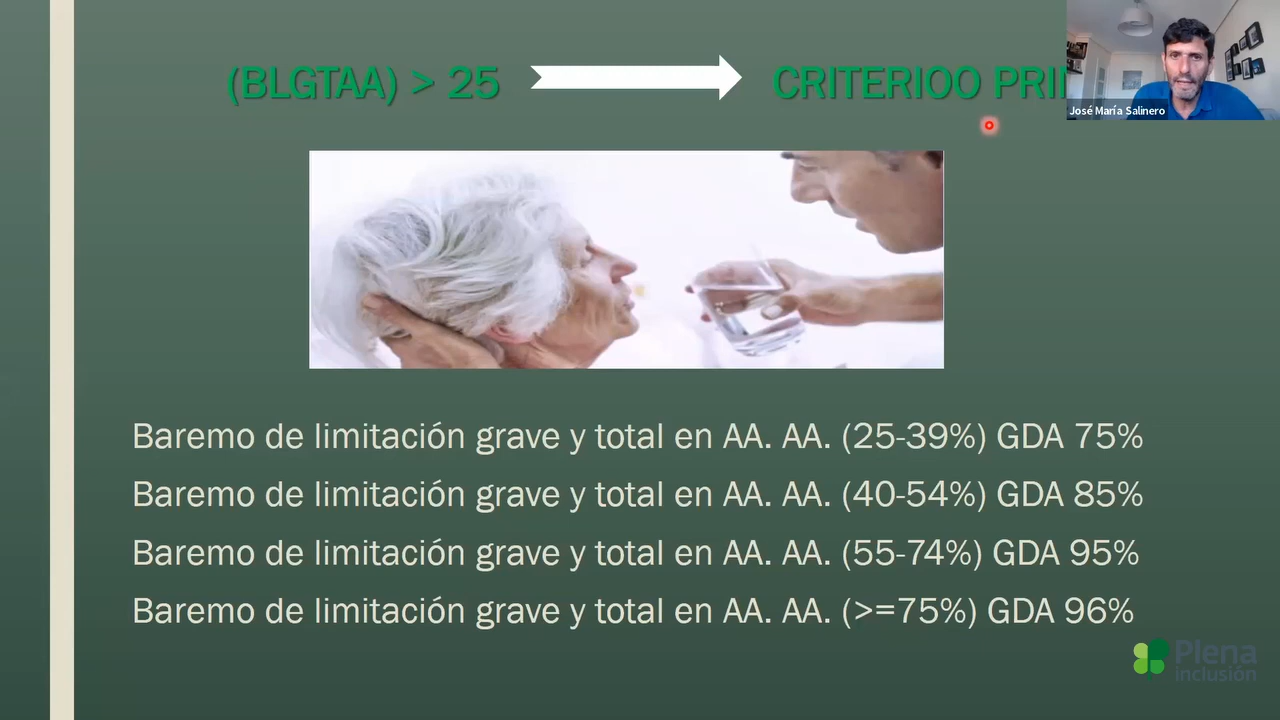 (BLGTAA) > 25 CRITERIOO
José María Salinero
Baremo de limitación grave y total en AA. AA. (25-39%) GDA 75%
Baremo de limitación grave y total en AA. AA. (40-54%) GDA 85%
Baremo de limitación grave y total en AA. AA. (55-74%) GDA 95%
Baremo de limitación grave y total en AA. AA. (>=75%) GDA 96%
Plena
inclusión